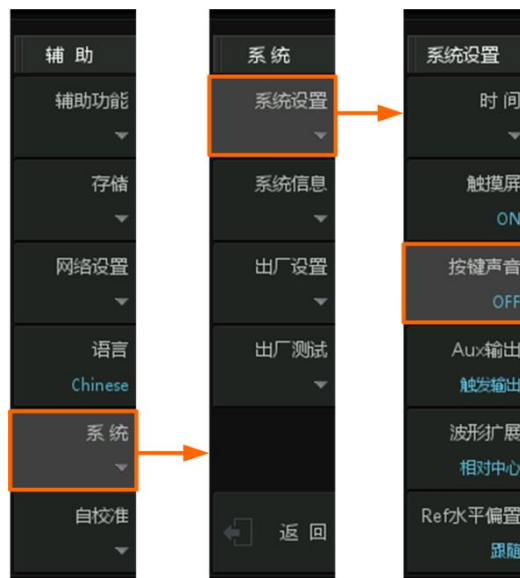 辅 助
辅助功能
存储
网络设置
语言
Chinese
系统
自校准
系统
系统设置
系统信息
出厂设置
出厂测试
返 回
系统设置
时 间
触摸屏
ON
按键声音
OFF
Aux输出
触发输出
波形扩展
相对中心
Ref水平偏置
跟随